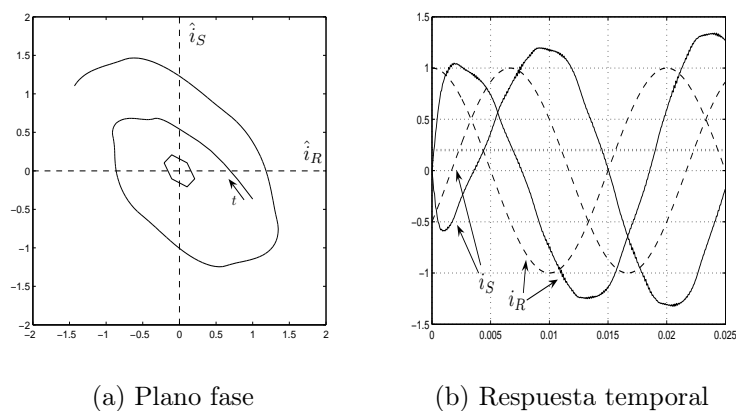 2
1.5
1
0.5
0
−0.5
−1
−1.5
−2
−2 −1.5 −1 −0.5 0 0.5 1 1.5 2
î_S
î_R
t
(a) Plano fase
1.5
1
0.5
0
−0.5
−1
−1.5
0 0.005 0.01 0.015 0.02 0.025
i_S
i_R
(b) Respuesta temporal